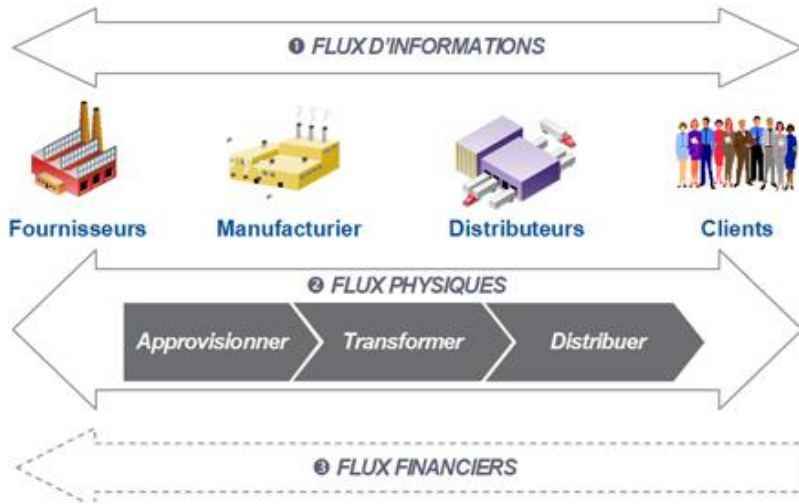 ❶ FLUX D'INFORMATIONS
Fournisseurs Manufacturier Distributeurs Clients
❷ FLUX PHYSIQUES
Approvisionner Transformer Distribuer
❸ FLUX FINANCIERS